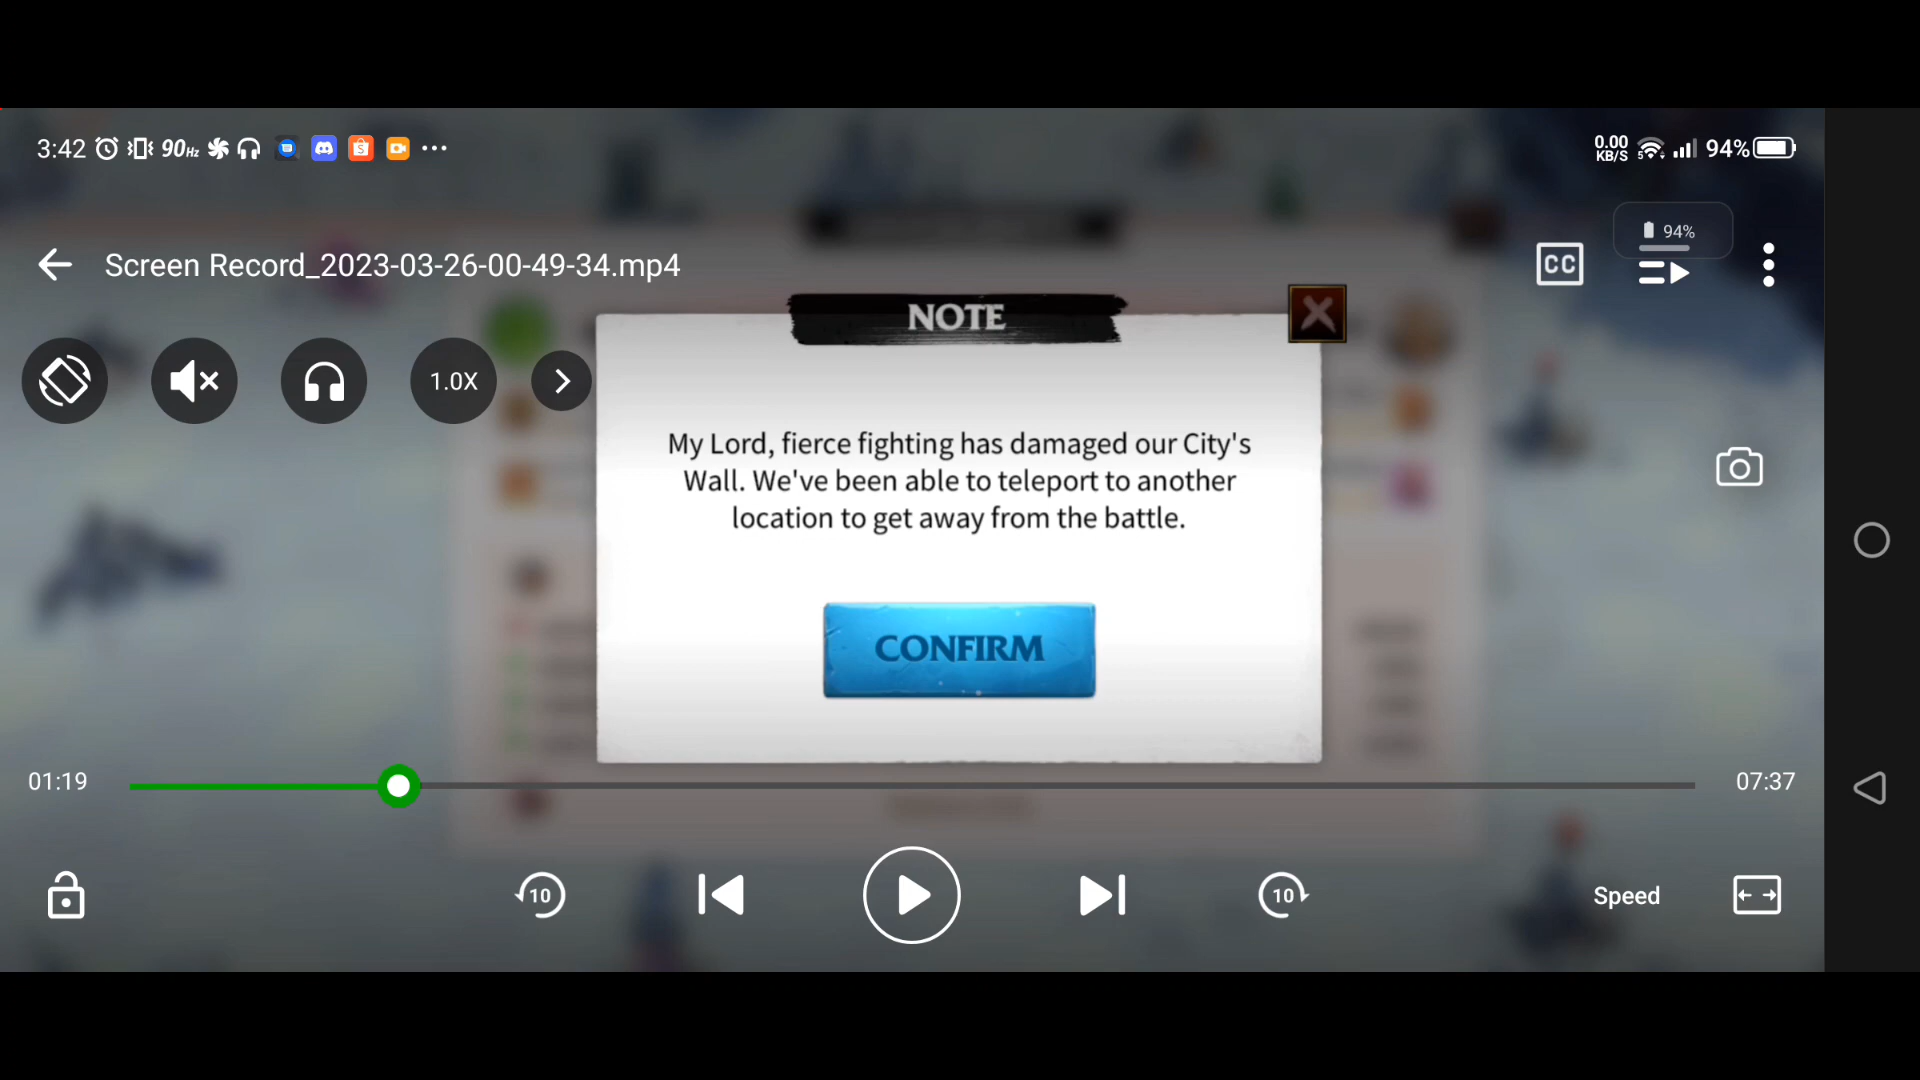 3:42 90Hz
0.00 KB/S 5 94%
94%
Screen Record_2023-03-26-00-49-34.mp4
CC
NOTE
1.0X
My Lord, fierce fighting has damaged our City's
Wall. We've been able to teleport to another
location to get away from the battle.
CONFIRM
01:19
07:37
10
10
Speed